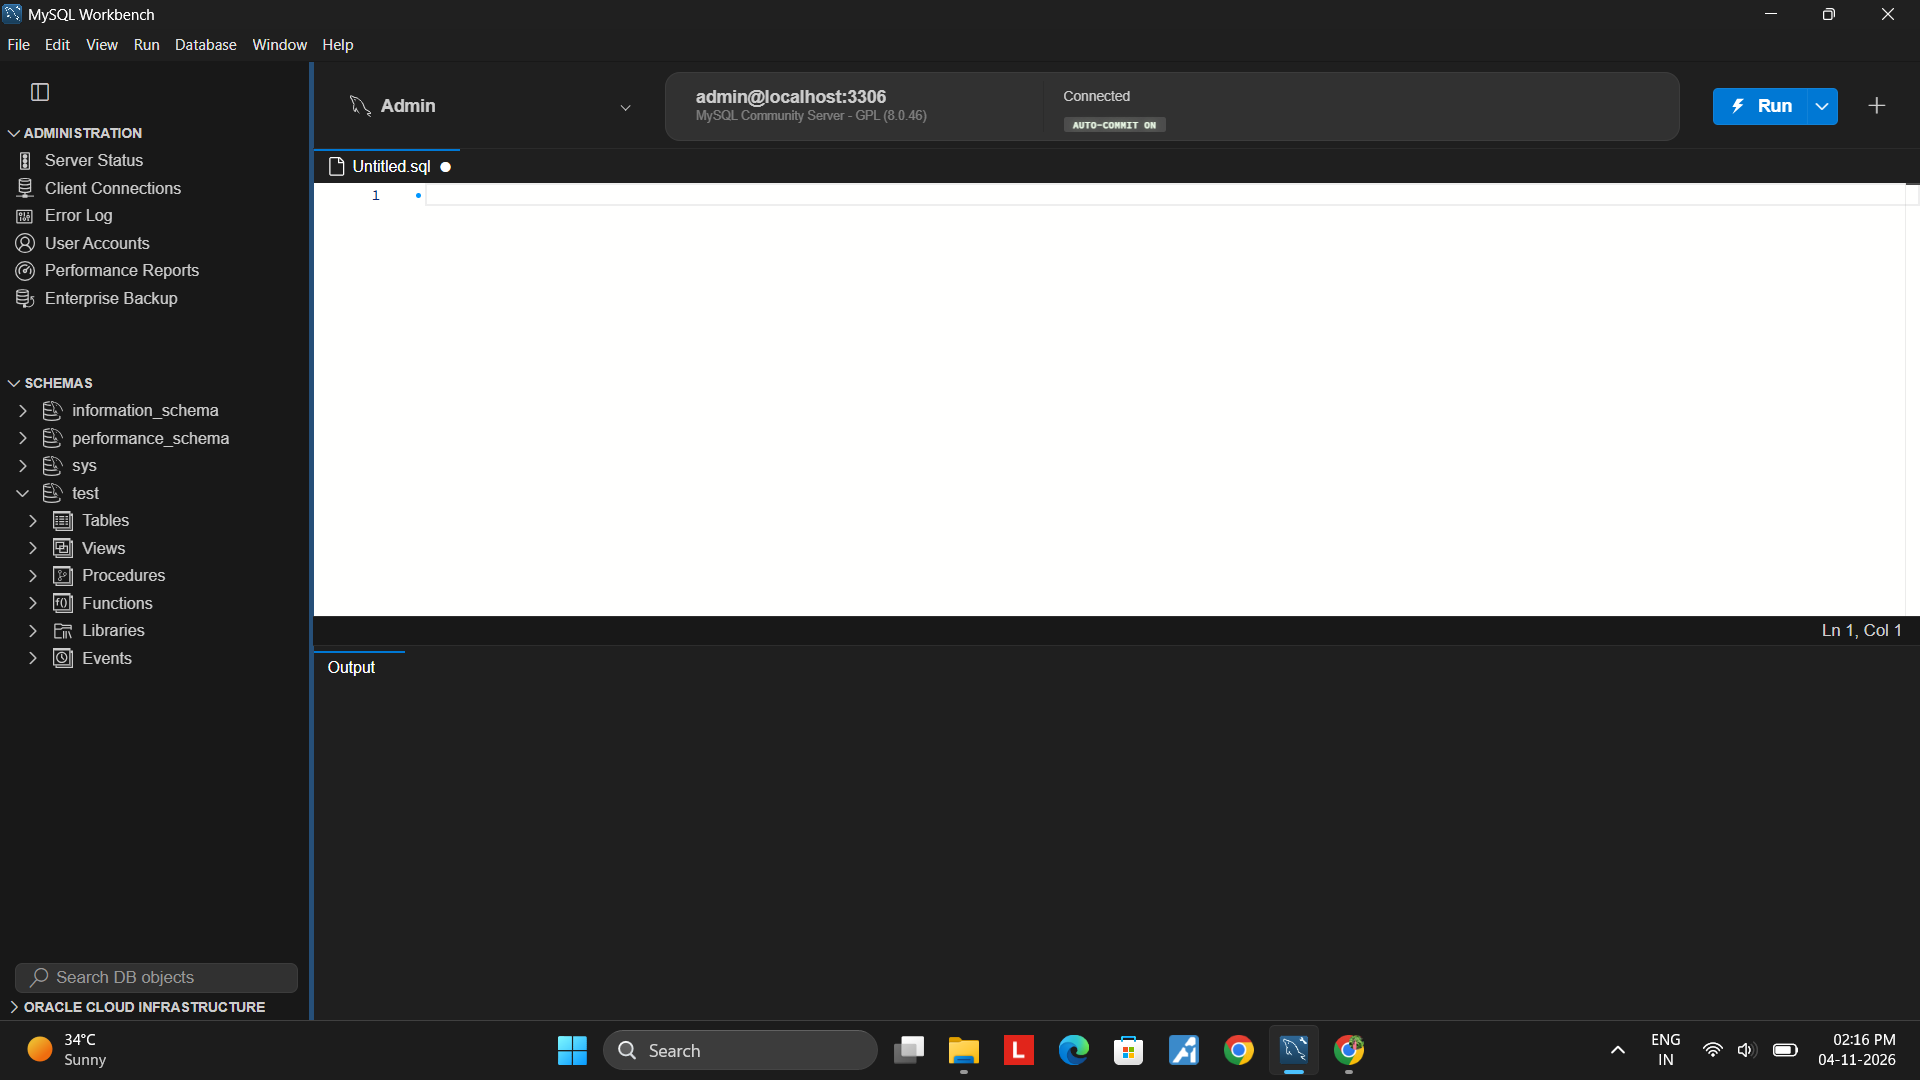 MySQL Workbench
File Edit View Run Database Window Help
ADMINISTRATION
Server Status
Client Connections
Error Log
User Accounts
Performance Reports
Enterprise Backup
SCHEMAS
information_schema
performance_schema
sys
test
Tables
Views
Procedures
Functions
Libraries
Events
Search DB objects
ORACLE CLOUD INFRASTRUCTURE
Admin
admin@localhost:3306
MySQL Community Server - GPL (8.0.46)
Connected
AUTO-COMMIT ON
Run
Untitled.sql
1
Ln 1, Col 1
Output
34°C
Sunny
Search
L
ENG
IN
02:16 PM
04-11-2026